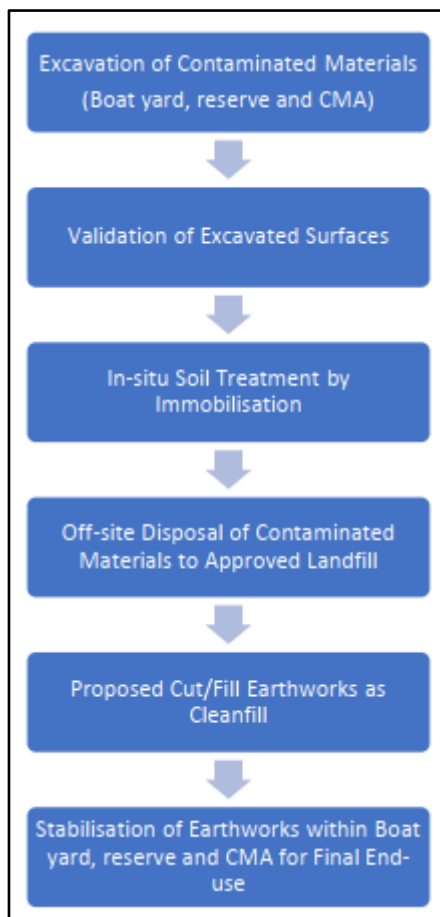 Excavation of Contaminated Materials
(Boat yard, reserve and CMA)
Validation of Excavated Surfaces
In-situ Soil Treatment by
Immobilisation
Off-site Disposal of Contaminated
Materials to Approved Landfill
Proposed Cut/Fill Earthworks as
Cleanfill
Stabilisation of Earthworks within Boat
yard, reserve and CMA for Final End-
use